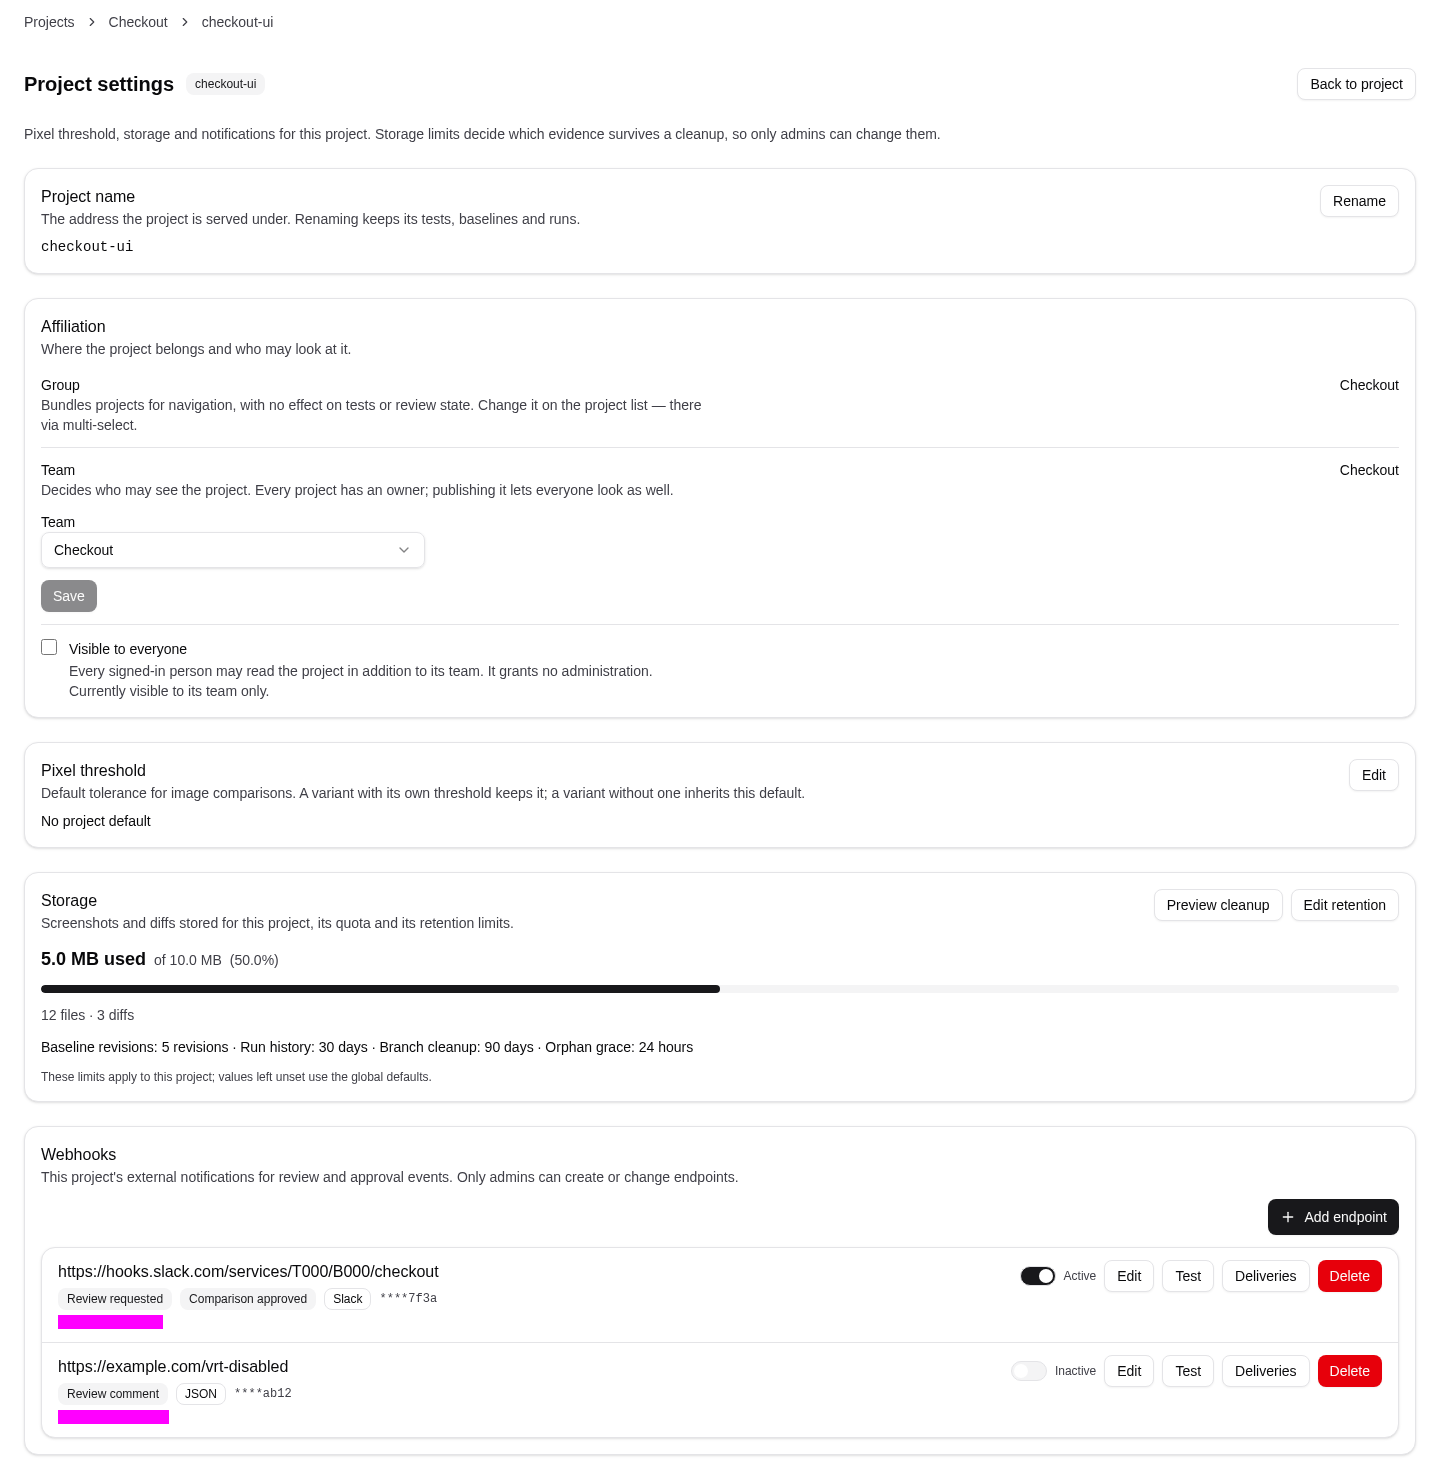 Projects > Checkout > checkout-ui
Project settings checkout-ui Back to project
Pixel threshold, storage and notifications for this project. Storage limits decide which evidence survives a cleanup, so only admins can change them.
Project name Rename
The address the project is served under. Renaming keeps its tests, baselines and runs.
checkout-ui
Affiliation
Where the project belongs and who may look at it.
Group Checkout
Bundles projects for navigation, with no effect on tests or review state. Change it on the project list — there
via multi-select.
Team Checkout
Decides who may see the project. Every project has an owner; publishing it lets everyone look as well.
Team
Checkout
Save
Visible to everyone
Every signed-in person may read the project in addition to its team. It grants no administration.
Currently visible to its team only.
Pixel threshold Edit
Default tolerance for image comparisons. A variant with its own threshold keeps it; a variant without one inherits this default.
No project default
Storage Preview cleanup Edit retention
Screenshots and diffs stored for this project, its quota and its retention limits.
5.0 MB used of 10.0 MB (50.0%)
12 files · 3 diffs
Baseline revisions: 5 revisions · Run history: 30 days · Branch cleanup: 90 days · Orphan grace: 24 hours
These limits apply to this project; values left unset use the global defaults.
Webhooks
This project's external notifications for review and approval events. Only admins can create or change endpoints.
Add endpoint
https://hooks.slack.com/services/T000/B000/checkout Active Edit Test Deliveries Delete
Review requested Comparison approved Slack ****7f3a
https://example.com/vrt-disabled Inactive Edit Test Deliveries Delete
Review comment JSON ****ab12